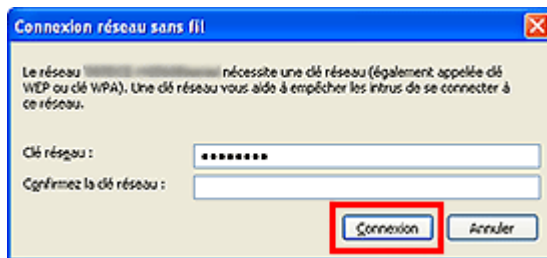 Connexion réseau sans fil
Le réseau nécessite une clé réseau (également appelée clé
WEP ou clé WPA). Une clé réseau vous aide à empêcher les intrus de se connecter à
ce réseau.
Clé réseau : ••••••••
Confirmez la clé réseau :
Connexion Annuler